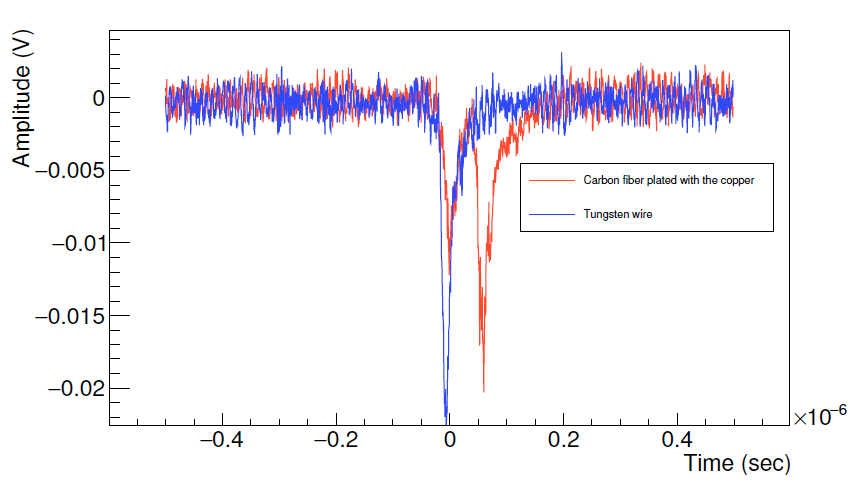 Amplitude (V)
0
−0.005
−0.01
−0.015
−0.02
Carbon fiber plated with the copper
Tungsten wire
−0.4 −0.2 0 0.2 0.4
×10⁻⁶
Time (sec)